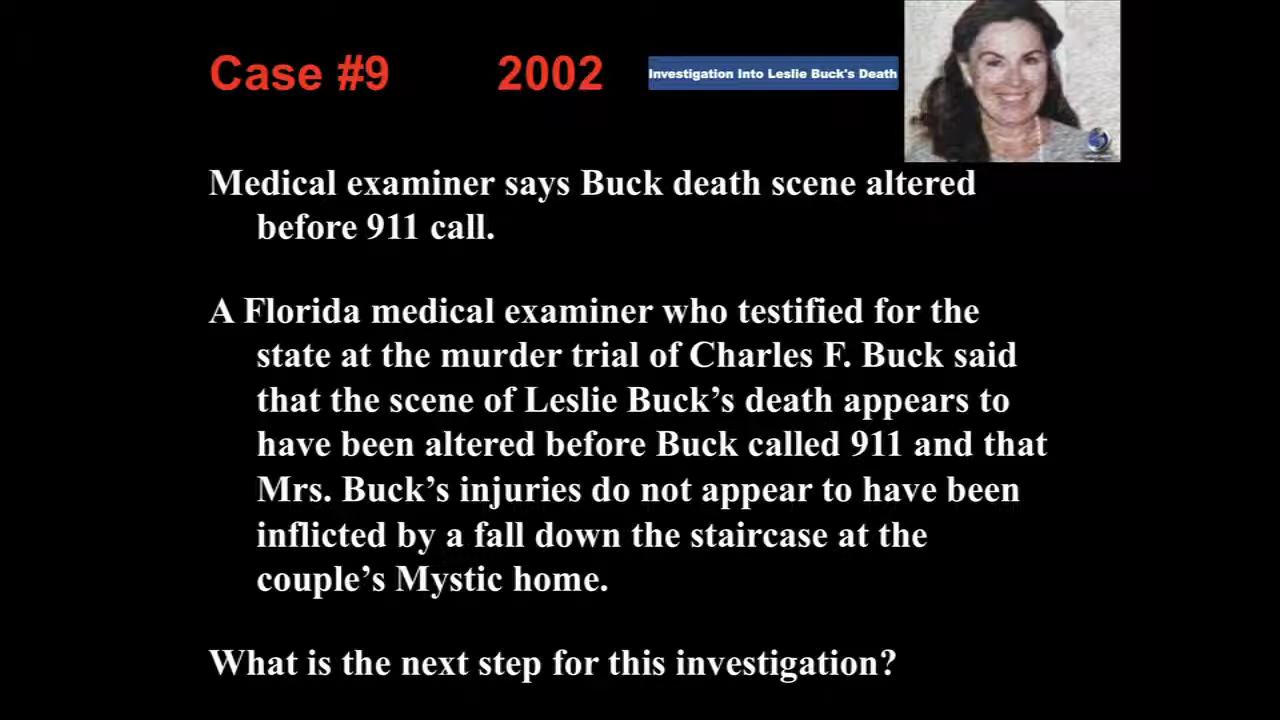 Case #9 2002 Investigation Into Leslie Buck's Death
Medical examiner says Buck death scene altered
before 911 call.
A Florida medical examiner who testified for the
state at the murder trial of Charles F. Buck said
that the scene of Leslie Buck’s death appears to
have been altered before Buck called 911 and that
Mrs. Buck’s injuries do not appear to have been
inflicted by a fall down the staircase at the
couple’s Mystic home.
What is the next step for this investigation?